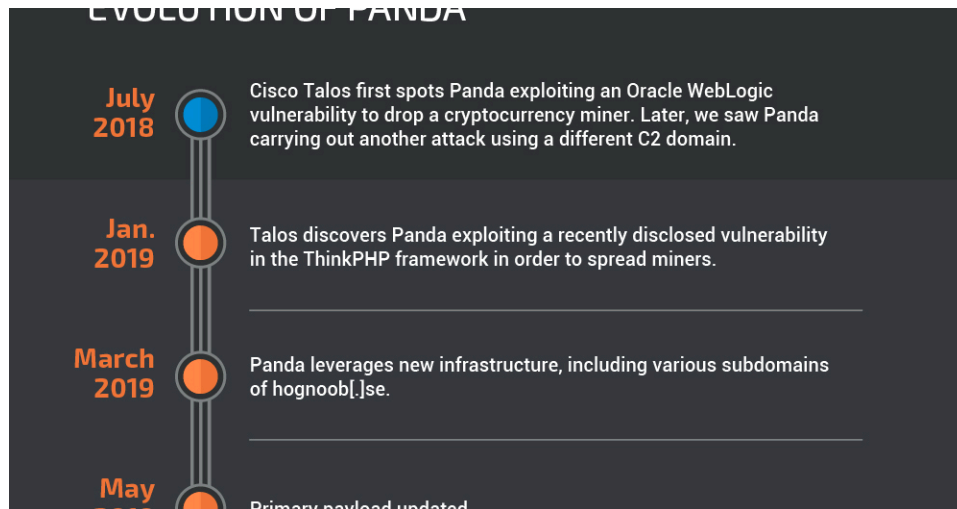 EVOLUTION OF PANDA
July
2018
Cisco Talos first spots Panda exploiting an Oracle WebLogic
vulnerability to drop a cryptocurrency miner. Later, we saw Panda
carrying out another attack using a different C2 domain.
Jan.
2019
Talos discovers Panda exploiting a recently disclosed vulnerability
in the ThinkPHP framework in order to spread miners.
March
2019
Panda leverages new infrastructure, including various subdomains
of hognoob[.]se.
May
Primary payload updated